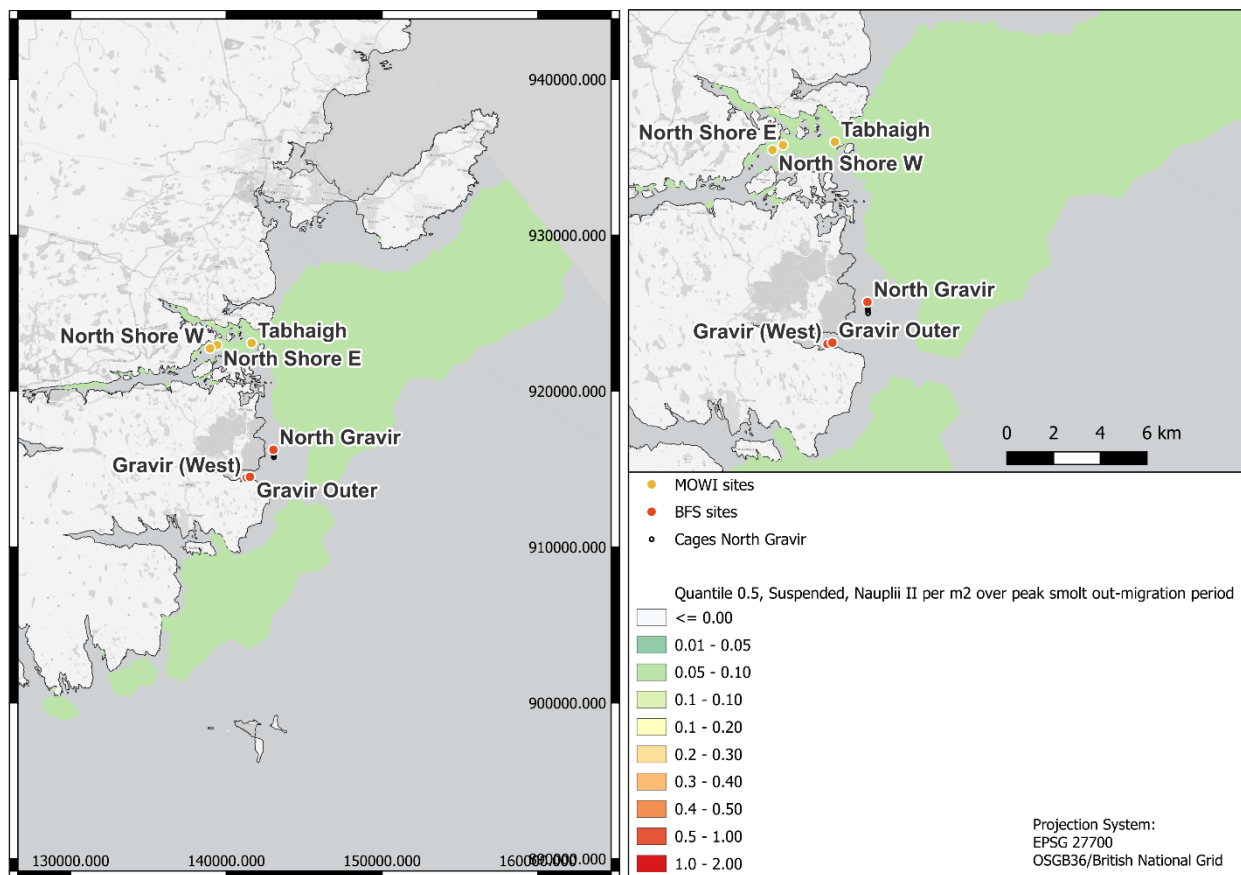 940000.000
930000.000
North Shore W
Tabhaigh
North Shore E
920000.000
North Gravir
Gravir (West)
Gravir Outer
910000.000
900000.000
890000.000
130000.000
140000.000
150000.000
160000.000
North Shore E
Tabhaigh
North Shore W
North Gravir
Gravir (West)
Gravir Outer
0 2 4 6 km
MOWI sites
BFS sites
Cages North Gravir
Quantile 0.5, Suspended, Nauplii II per m2 over peak smolt out-migration period
<= 0.00
0.01 - 0.05
0.05 - 0.10
0.1 - 0.10
0.1 - 0.20
0.2 - 0.30
0.3 - 0.40
0.4 - 0.50
0.5 - 1.00
1.0 - 2.00
Projection System:
EPSG 27700
OSGB36/British National Grid